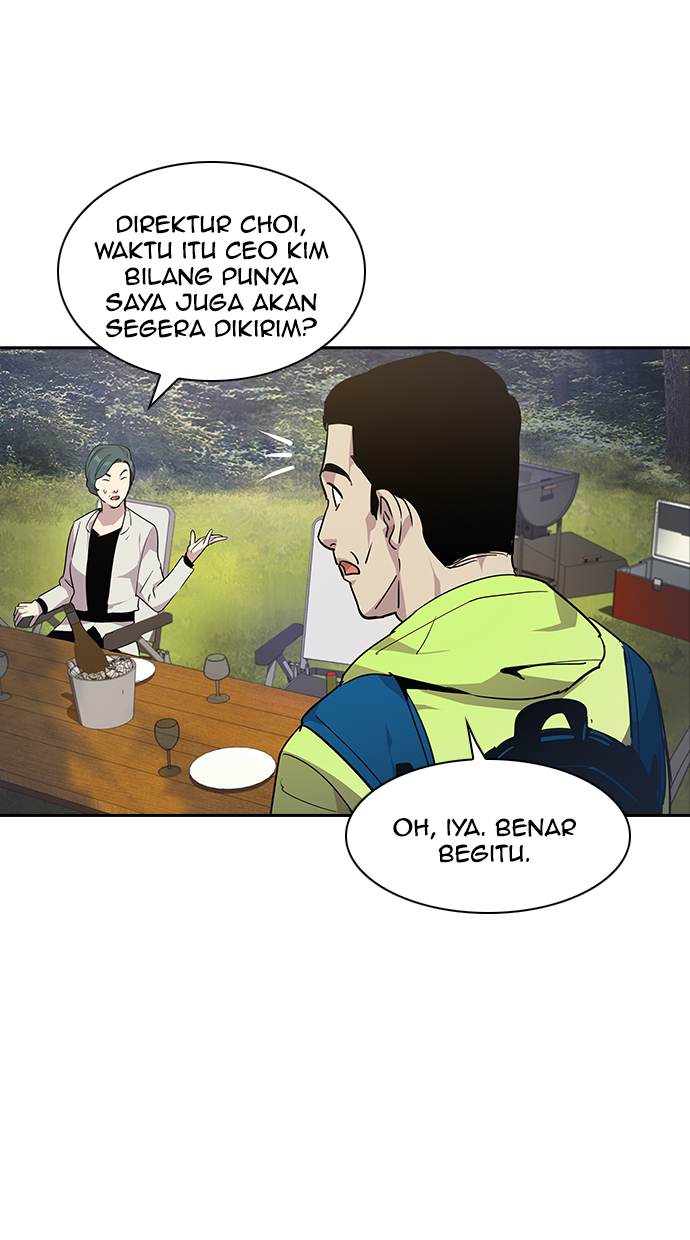 DIREKTUR CHOI,
WAKTU ITU CEO KIM
BILANG PUNYA
SAYA JUGA AKAN
SEGERA DIKIRIM?
OH, IYA. BENAR
BEGITU.